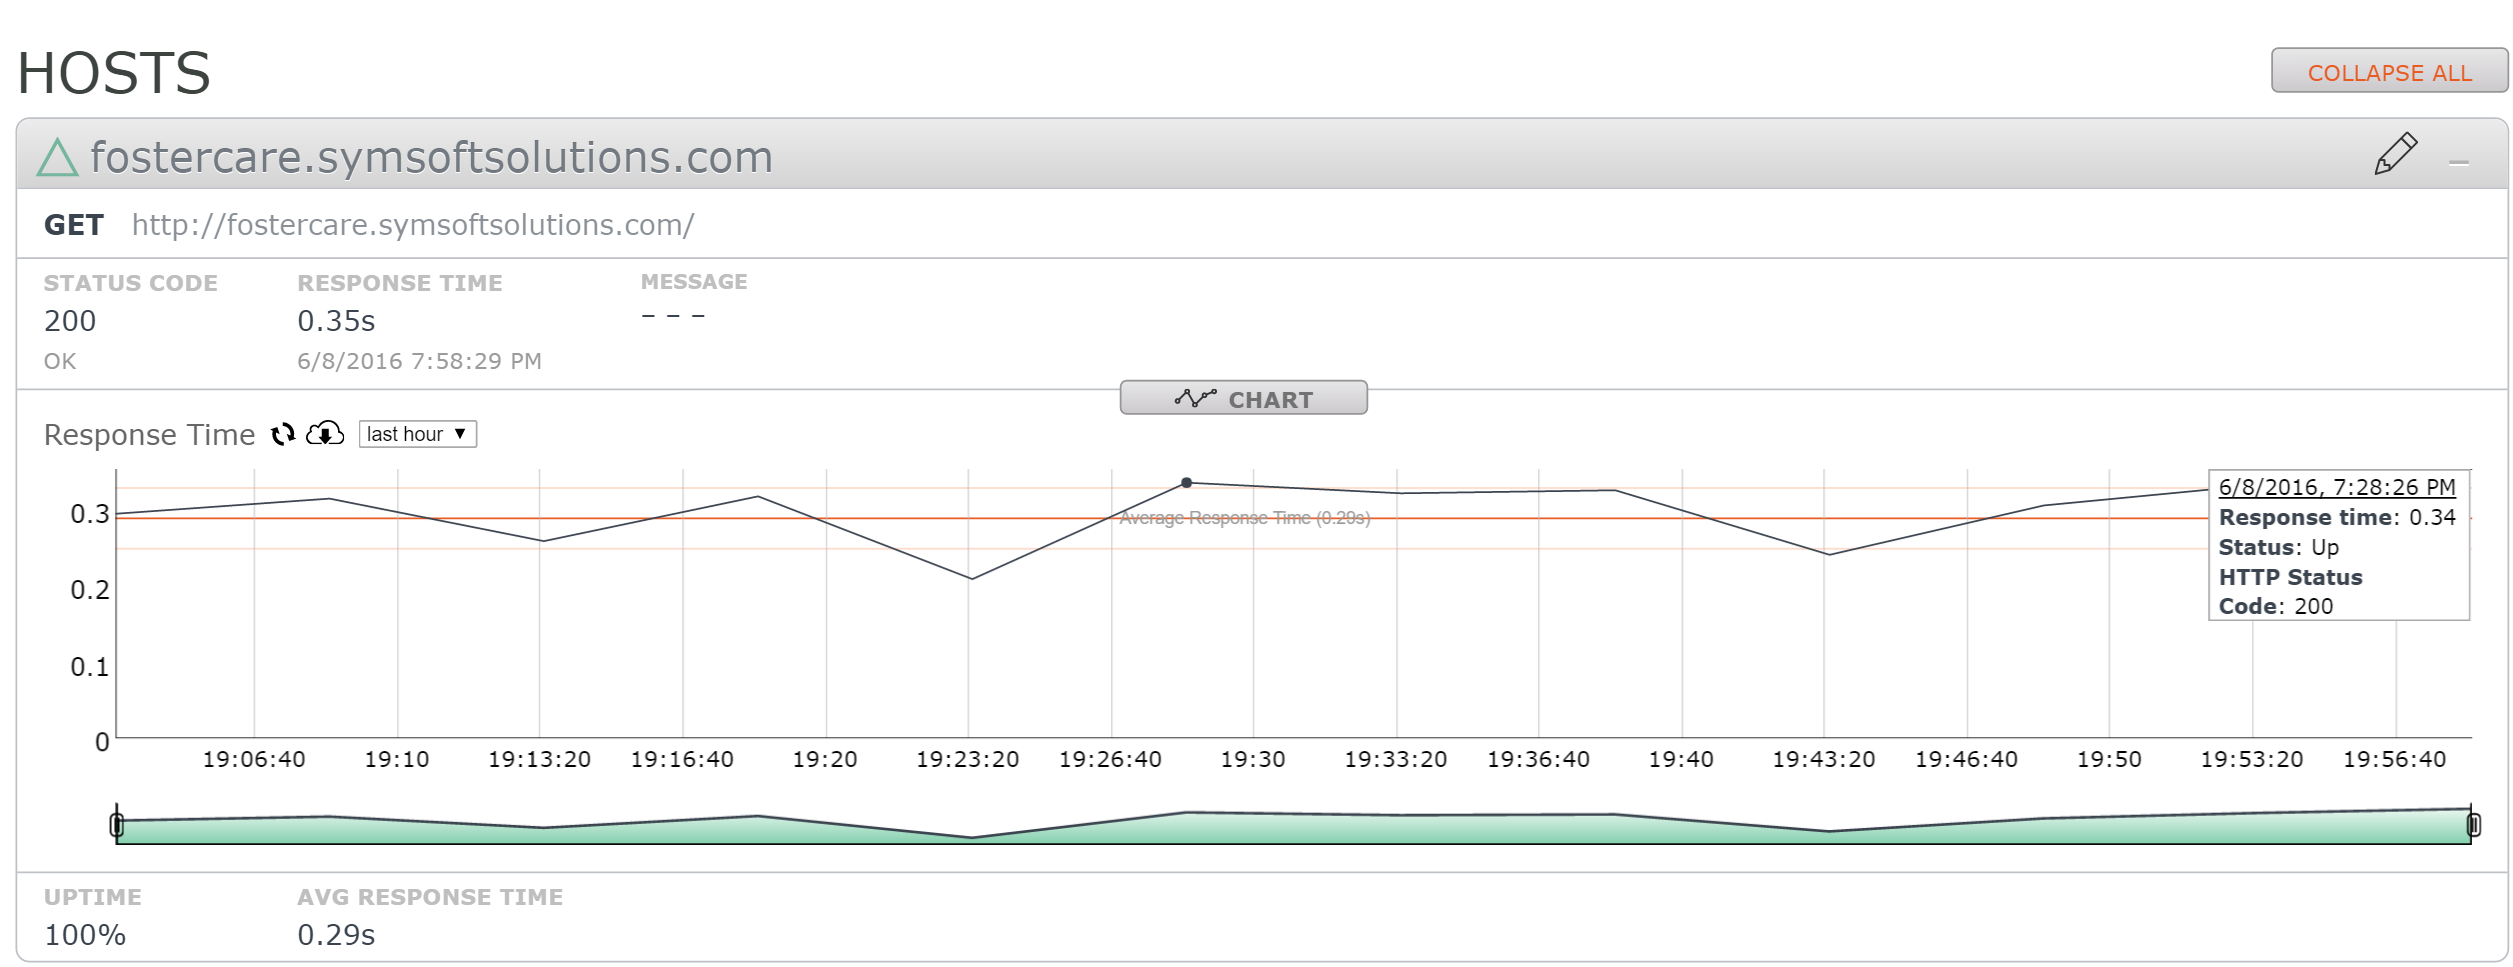 HOSTS
COLLAPSE ALL
fostercare.symsoftsolutions.com
GET http://fostercare.symsoftsolutions.com/
STATUS CODE RESPONSE TIME MESSAGE
200 0.35s - - -
OK 6/8/2016 7:58:29 PM
CHART
Response Time last hour ▼
0.3
0.2
0.1
0
Average Response Time (0.29s)
6/8/2016, 7:28:26 PM
Response time: 0.34
Status: Up
HTTP Status
Code: 200
19:06:40 19:10 19:13:20 19:16:40 19:20 19:23:20 19:26:40 19:30 19:33:20 19:36:40 19:40 19:43:20 19:46:40 19:50 19:53:20 19:56:40
UPTIME AVG RESPONSE TIME
100% 0.29s